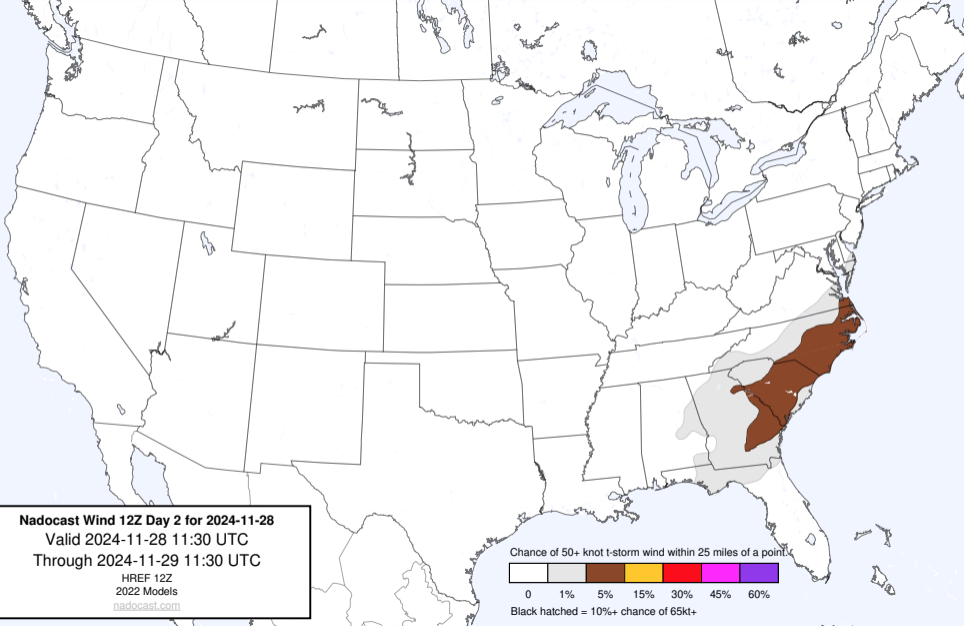 Nadocast Wind 12Z Day 2 for 2024-11-28
Valid 2024-11-28 11:30 UTC
Through 2024-11-29 11:30 UTC
HREF 12Z
2022 Models
nadocast.com
Chance of 50+ knot t-storm wind within 25 miles of a point.
0 1% 5% 15% 30% 45% 60%
Black hatched = 10%+ chance of 65kt+